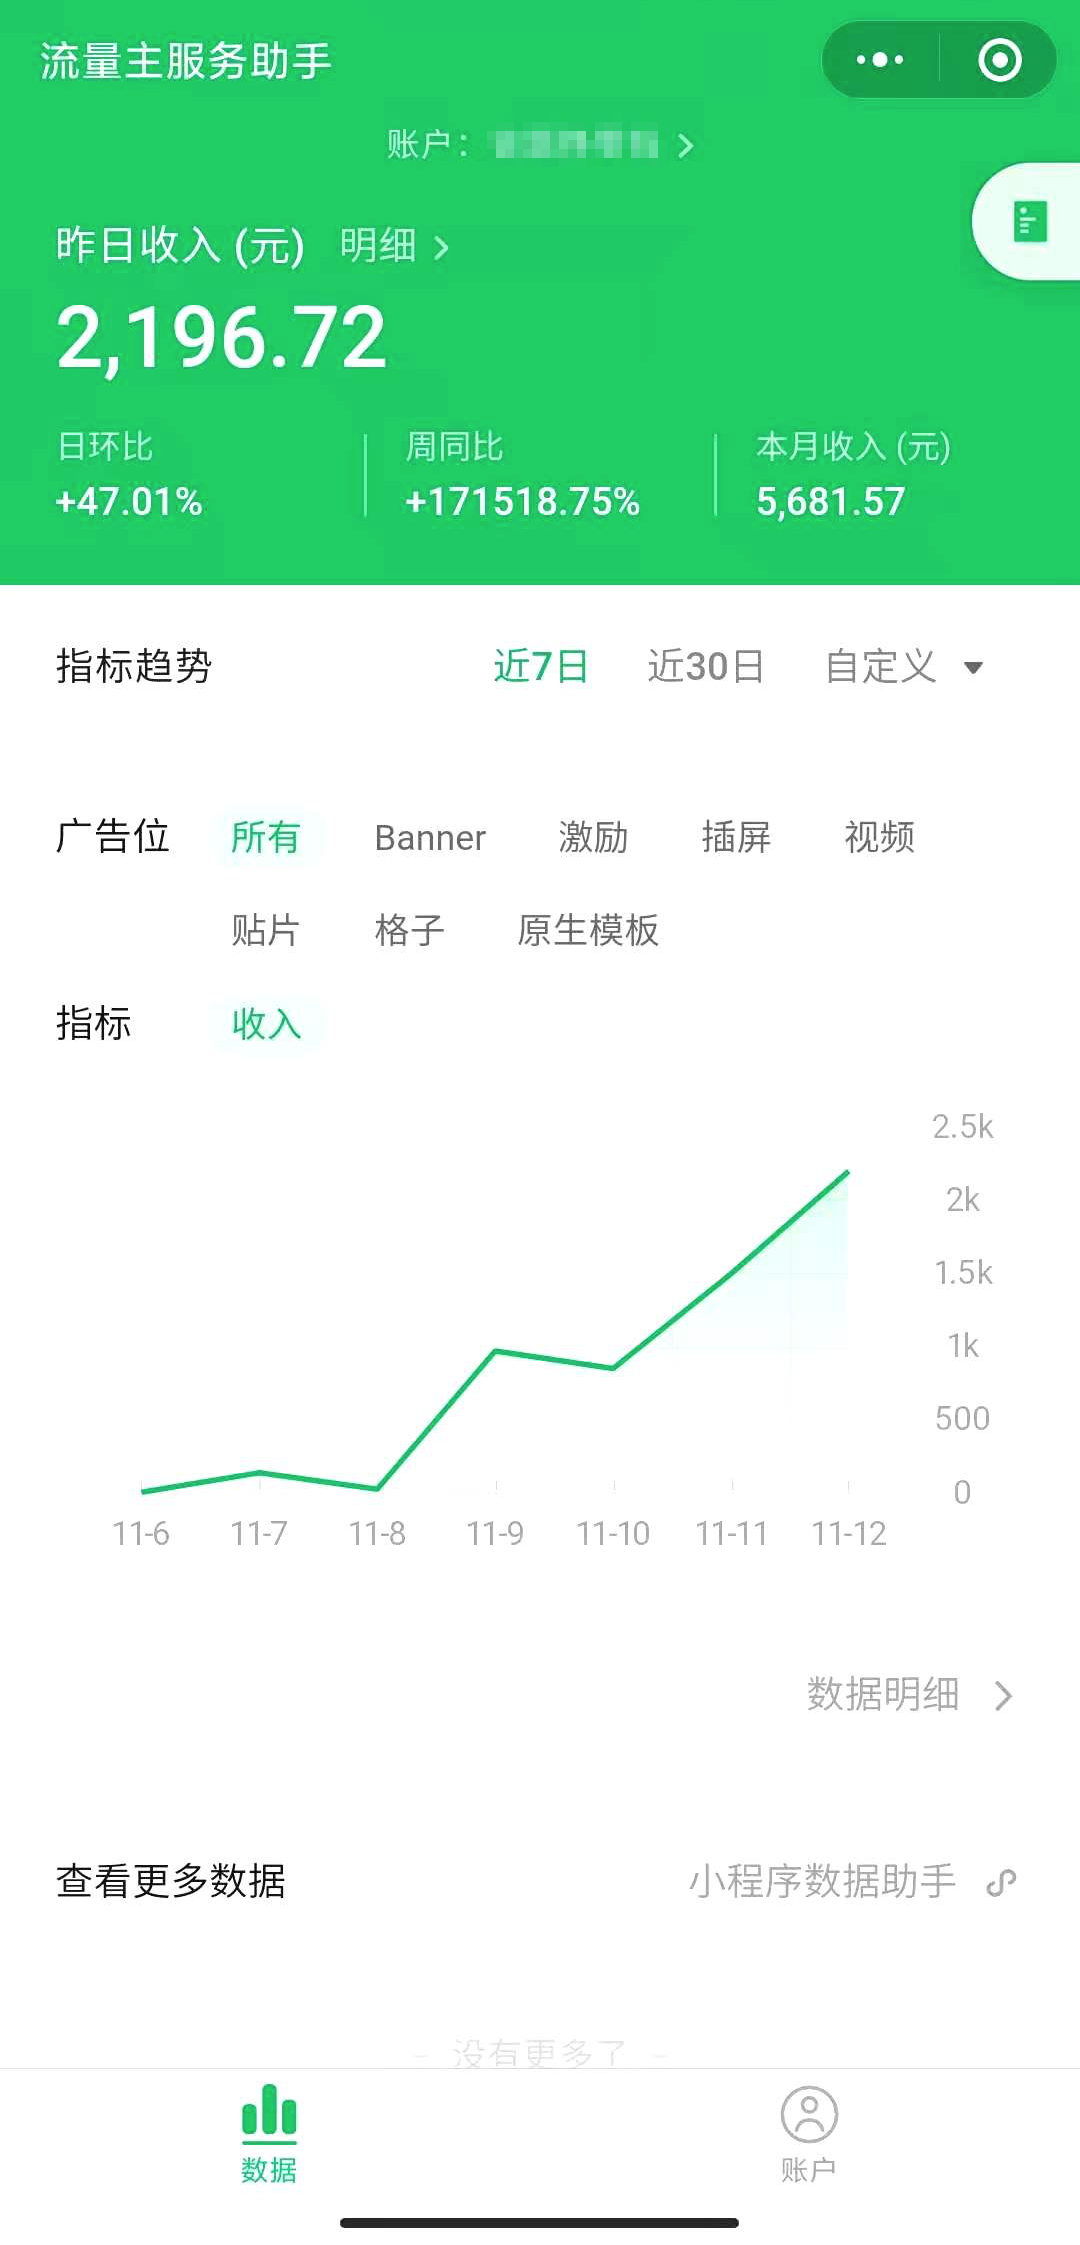 流量主服务助手
账户：
昨日收入 (元) 明细
2,196.72
日环比 周同比 本月收入 (元)
+47.01% +171518.75% 5,681.57
指标趋势 近7日 近30日 自定义
广告位 所有 Banner 激励 插屏 视频
贴片 格子 原生模板
指标 收入
2.5k
2k
1.5k
1k
500
0
11-6 11-7 11-8 11-9 11-10 11-11 11-12
数据明细
查看更多数据 小程序数据助手
- 没有更多了 -
数据 账户